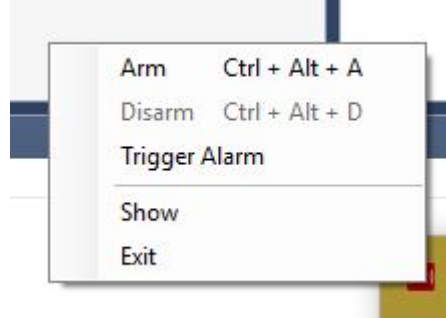 Arm Ctrl + Alt + A
Disarm Ctrl + Alt + D
Trigger Alarm
Show
Exit